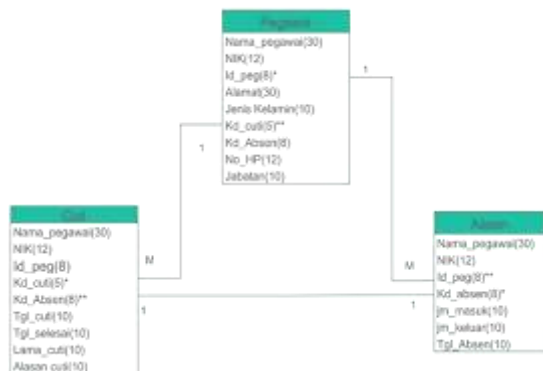 Pegawai
Nama_pegawai(30)
NIK(12)
Id_peg(8)*
Alamat(30)
Jenis Kelamin(10)
Kd_cuti(5)**
Kd_Absen(8)
No_HP(12)
Jabatan(10)
1
1
Cuti
Nama_pegawai(30)
NIK(12)
Id_peg(8)
Kd_cuti(5)*
Kd_Absen(8)**
Tgl_cuti(10)
Tgl_selesai(10)
Lama_cuti(10)
Alasan cuti(10)
M
1
Absen
Nama_pegawai(30)
NIK(12)
Id_peg(8)**
Kd_absen(8)*
jm_masuk(10)
jm_keluar(10)
Tgl_Absen(10)
M
1